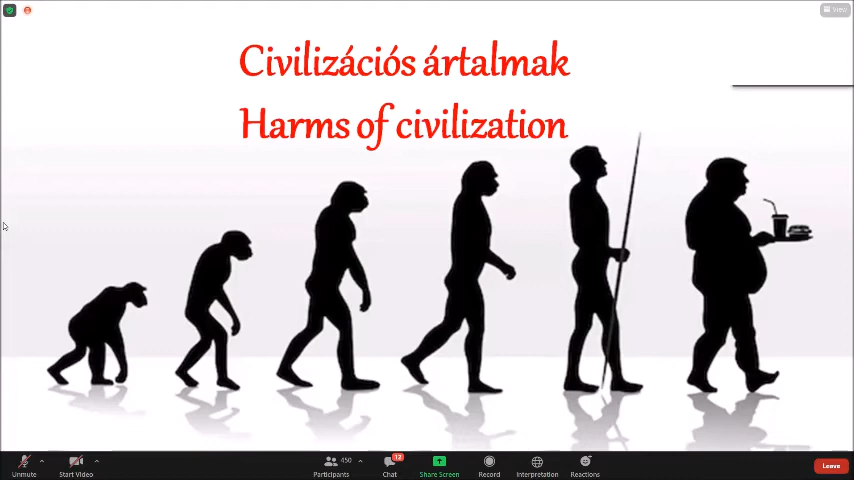 View
Civilizációs ártalmak
Harms of civilization
Unmute
Start Video
450
Participants
12
Chat
Share Screen
Record
Interpretation
Reactions
Leave